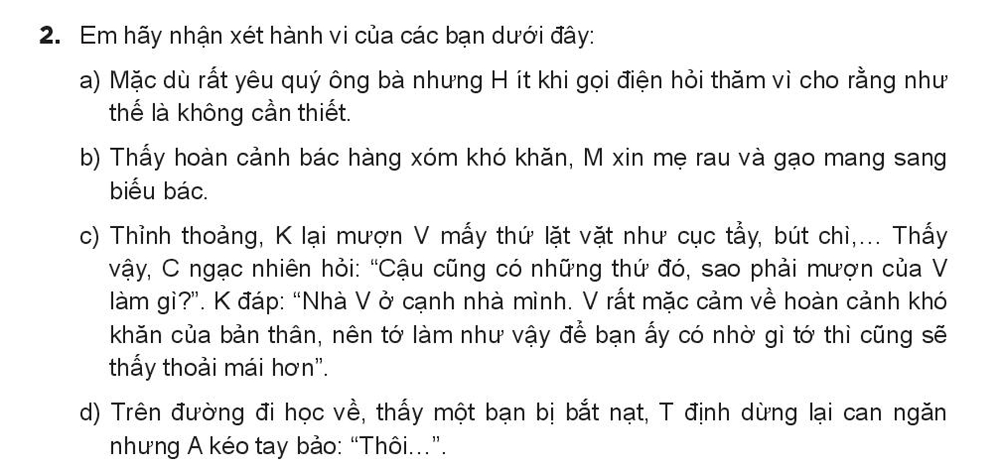 2. Em hãy nhận xét hành vi của các bạn dưới đây:
a) Mặc dù rất yêu quý ông bà nhưng H ít khi gọi điện hỏi thăm vì cho rằng như
thế là không cần thiết.
b) Thấy hoàn cảnh bác hàng xóm khó khăn, M xin mẹ rau và gạo mang sang
biếu bác.
c) Thỉnh thoảng, K lại mượn V mấy thứ lặt vặt như cục tẩy, bút chì,... Thấy
vậy, C ngạc nhiên hỏi: “Cậu cũng có những thứ đó, sao phải mượn của V
làm gì?”. K đáp: “Nhà V ở cạnh nhà mình. V rất mặc cảm về hoàn cảnh khó
khăn của bản thân, nên tớ làm như vậy để bạn ấy có nhờ gì tớ thì cũng sẽ
thấy thoải mái hơn”.
d) Trên đường đi học về, thấy một bạn bị bắt nạt, T định dừng lại can ngăn
nhưng A kéo tay bảo: “Thôi...”.